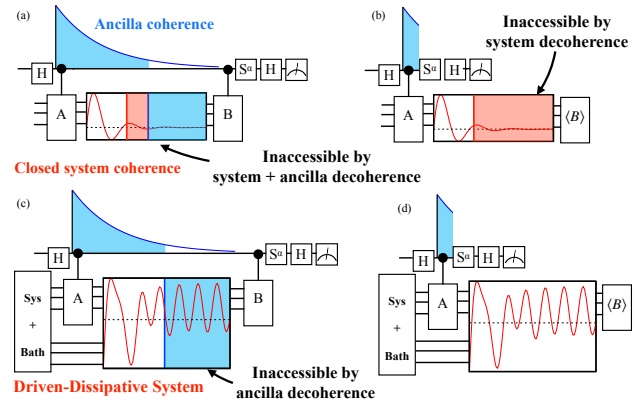 (a)
Ancilla coherence
H
S^α
H
A
B
Closed system coherence
Inaccessible by
system + ancilla decoherence
(b)
Inaccessible by
system decoherence
H
S^α
H
A
⟨B⟩
(c)
H
S^α
H
Sys
+
Bath
A
B
Inaccessible by
ancilla decoherence
Driven-Dissipative System
(d)
H
S^α
H
Sys
+
Bath
A
⟨B⟩